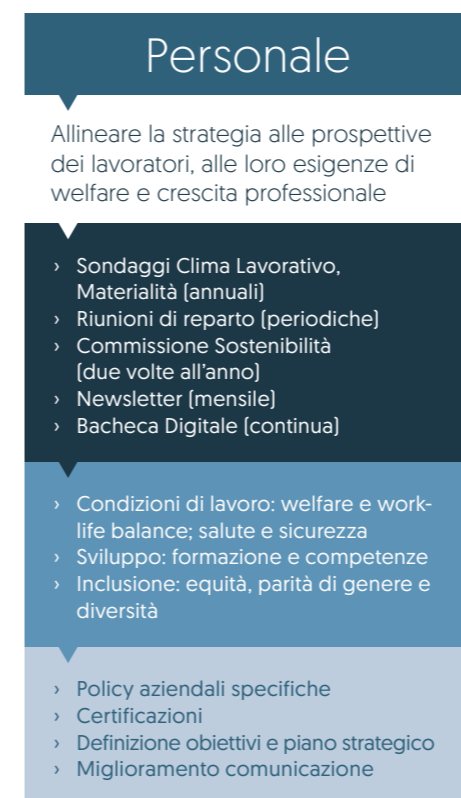 Personale
Allineare la strategia alle prospettive
dei lavoratori, alle loro esigenze di
welfare e crescita professionale
› Sondaggi Clima Lavorativo,
Materialità (annuali)
› Riunioni di reparto (periodiche)
› Commissione Sostenibilità
(due volte all'anno)
› Newsletter (mensile)
› Bacheca Digitale (continua)
› Condizioni di lavoro: welfare e work-
life balance; salute e sicurezza
› Sviluppo: formazione e competenze
› Inclusione: equità, parità di genere e
diversità
› Policy aziendali specifiche
› Certificazioni
› Definizione obiettivi e piano strategico
› Miglioramento comunicazione